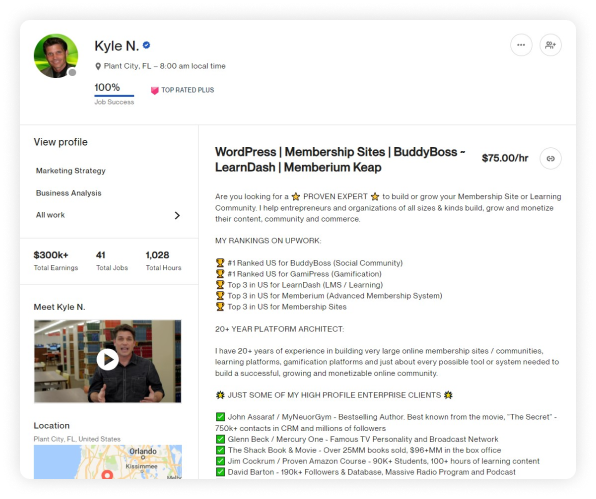 Kyle N.
Plant City, FL – 8:00 am local time
100%
Job Success
TOP RATED PLUS
View profile
Marketing Strategy
Business Analysis
All work
$300k+
Total Earnings
41
Total Jobs
1,028
Total Hours
Meet Kyle N.
Location
Plant City, FL, United States
Orlando
Kissimmee
WordPress | Membership Sites | BuddyBoss ~
LearnDash | Memberium Keap
$75.00/hr
Are you looking for a ⭐ PROVEN EXPERT ⭐ to build or grow your Membership Site or Learning
Community. I help entrepreneurs and organizations of all sizes & kinds build, grow and monetize
their content, community and commerce.
MY RANKINGS ON UPWORK:
🏆 #1 Ranked US for BuddyBoss (Social Community)
🏆 #1 Ranked US for GamiPress (Gamification)
🏆 Top 3 in US for LearnDash (LMS / Learning)
🏆 Top 3 in US for Memberium (Advanced Membership System)
🏆 Top 3 in US for Membership Sites
20+ YEAR PLATFORM ARCHITECT:
I have 20+ years of experience in building very large online membership sites / communities,
learning platforms, gamification platforms and just about every possible tool or system needed to
build a successful, growing and monetizable online community.
JUST SOME OF MY HIGH PROFILE ENTERPRISE CLIENTS
✅ John Assaraf / MyNeuorGym - Bestselling Author. Best known from the movie, "The Secret" -
750k+ contacts in CRM and millions of followers
✅ Glenn Beck / Mercury One - Famous TV Personality and Broadcast Network
✅ The Shack Book & Movie - Over 25MM books sold, $96+MM in the box office
✅ Jim Cockrum / Proven Amazon Course - 90K+ Students, 100+ hours of learning content
✅ David Barton - 190k+ Followers & Database, Massive Radio Program and Podcast